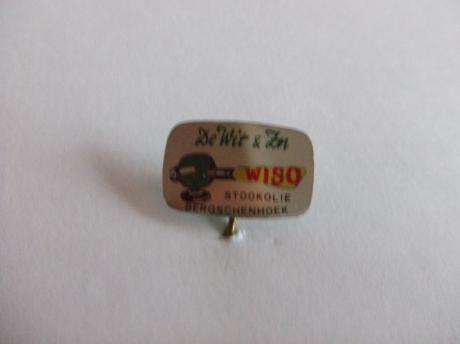 De Wit & Zn
WISO
STOOKOLIE
BERGSCHENHOEK